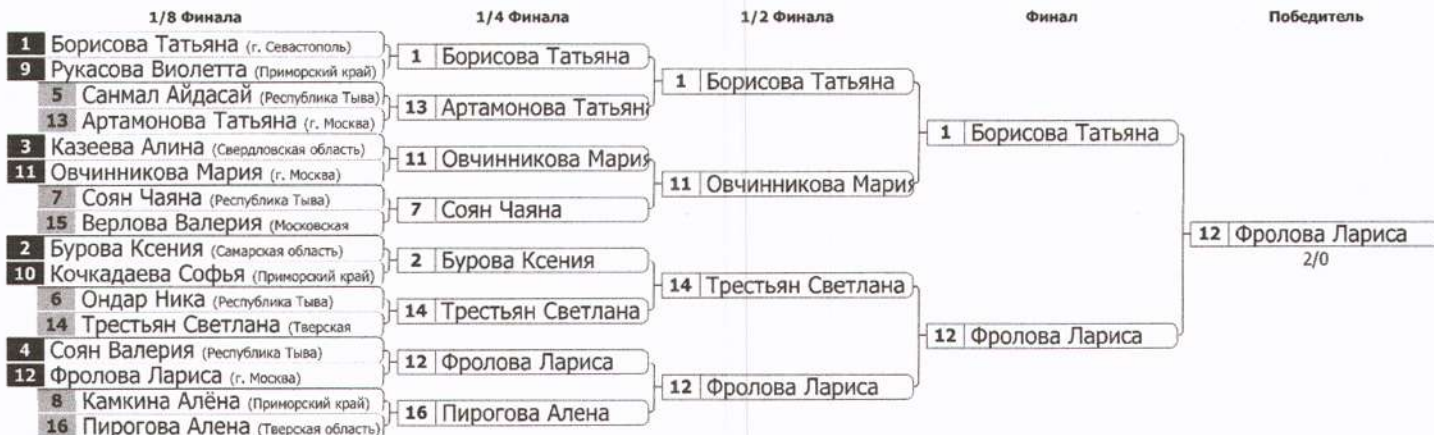 1/8 Финала 1/4 Финала 1/2 Финала Финал Победитель
1 Борисова Татьяна (г. Севастополь)
9 Рукасова Виолетта (Приморский край)
5 Санмал Айдасай (Республика Тыва)
13 Артамонова Татьяна (г. Москва)
3 Казеева Алина (Свердловская область)
11 Овчинникова Мария (г. Москва)
7 Соян Чаяна (Республика Тыва)
15 Верлова Валерия (Московская
2 Бурова Ксения (Самарская область)
10 Кочкадаева Софья (Приморский край)
6 Ондар Ника (Республика Тыва)
14 Трестьян Светлана (Тверская
4 Соян Валерия (Республика Тыва)
12 Фролова Лариса (г. Москва)
8 Камкина Алёна (Приморский край)
16 Пирогова Алена (Тверская область)
1 Борисова Татьяна
13 Артамонова Татьяна
11 Овчинникова Мария
7 Соян Чаяна
2 Бурова Ксения
14 Трестьян Светлана
12 Фролова Лариса
16 Пирогова Алена
1 Борисова Татьяна
11 Овчинникова Мария
14 Трестьян Светлана
12 Фролова Лариса
1 Борисова Татьяна
12 Фролова Лариса
12 Фролова Лариса
2/0